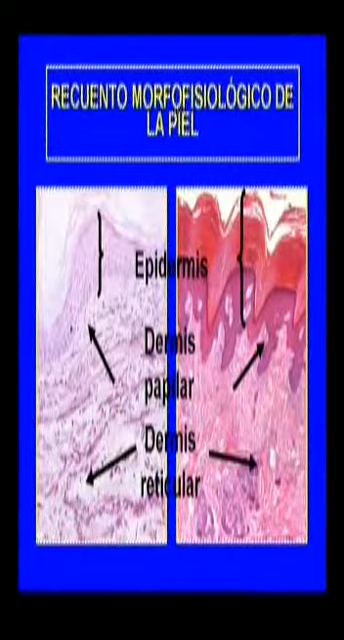 RECUENTO MORFOFISIOLÓGICO DE
LA PIEL
Epidermis
Dermis
papilar
Dermis
reticular